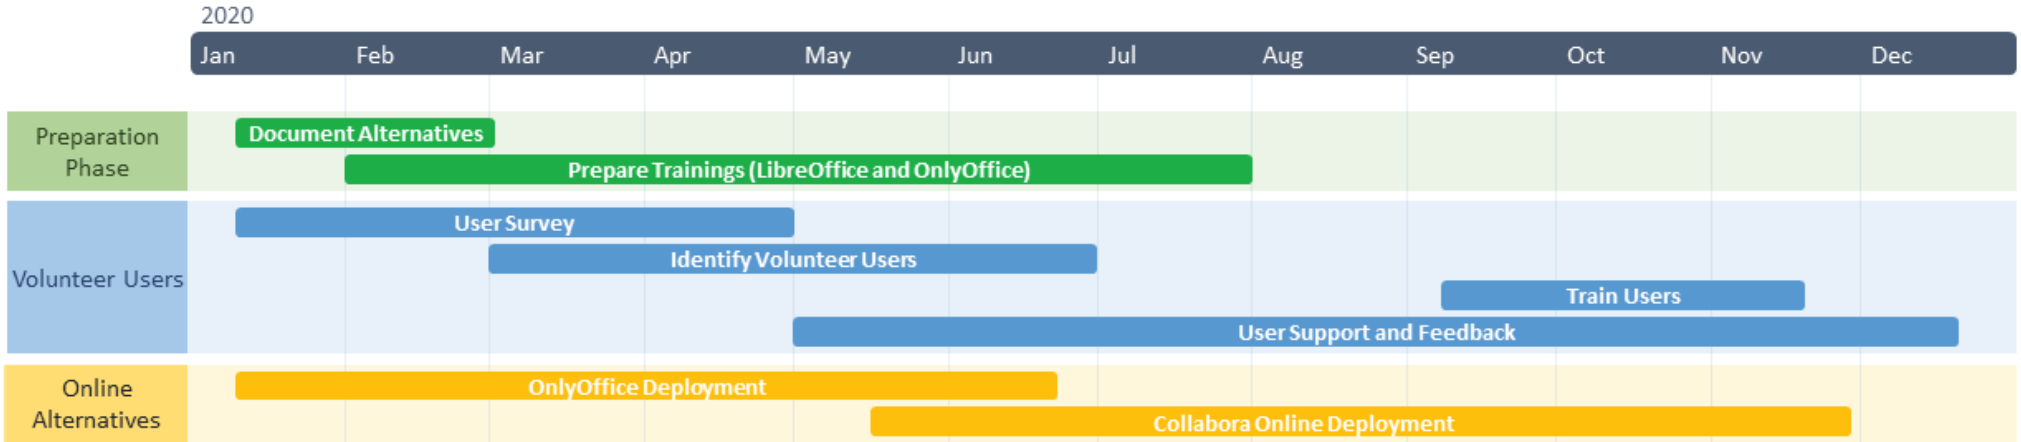 2020
Jan Feb Mar Apr May Jun Jul Aug Sep Oct Nov Dec
Preparation
Phase
Document Alternatives
Prepare Trainings (LibreOffice and OnlyOffice)
Volunteer Users
User Survey
Identify Volunteer Users
Train Users
User Support and Feedback
Online
Alternatives
OnlyOffice Deployment
Collabora Online Deployment